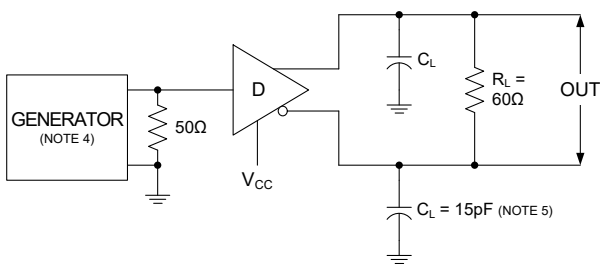 GENERATOR
(NOTE 4)
50Ω
D
VCC
CL
RL =
60Ω
OUT
CL = 15pF (NOTE 5)